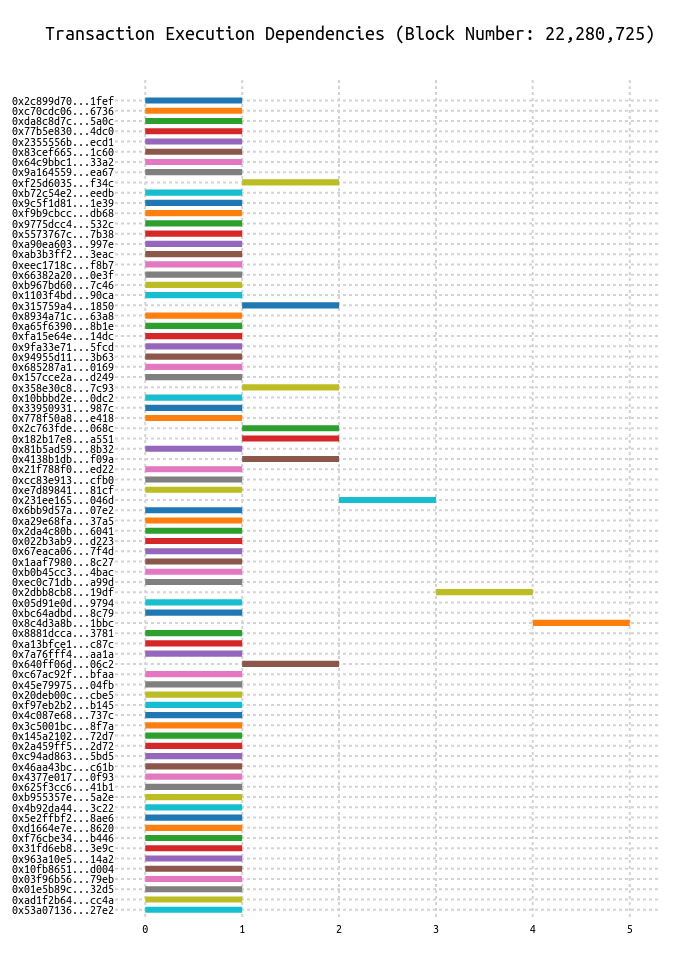 Transaction Execution Dependencies (Block Number: 22,280,725)
0x2c899d70...1fef
0xc70cdc06...6736
0xda8c8d7c...5a0c
0x77b5e830...4dc0
0x2355556b...ecd1
0x83cef665...1c60
0x64c9bbc1...33a2
0x9a164559...ea67
0xf25d6035...f34c
0xb72c54e2...eedb
0x9c5f1d81...1e39
0xf9b9cbcc...db68
0x9775dcc4...532c
0x5573767c...7b38
0xa90ea603...997e
0xab3b3ff2...3eac
0xeec1718c...f8b7
0x66382a20...0e3f
0xb967bd60...7c46
0x1103f4bd...90ca
0x315759a4...1850
0x8934a71c...63a8
0xa65f6390...8b1e
0xfa15e64e...14dc
0x9fa33e71...5fcd
0x94955d11...3b63
0x685287a1...0169
0x157cce2a...d249
0x358e30c8...7c93
0x10bbbd2e...0dc2
0x33950931...987c
0x778f50a8...e418
0x2c763fde...068c
0x182b17e8...a551
0x81b5ad59...8b32
0x4138b1db...f09a
0x21f788f0...ed22
0xcc83e913...cfb0
0xe7d89841...81cf
0x231ee165...046d
0x6bb9d57a...07e2
0xa29e68fa...37a5
0x2da4c80b...6041
0x022b3ab9...d223
0x67eaca06...7f4d
0x1aaf7980...8c27
0xb0b45cc3...4bac
0xec0c71db...a99d
0x2dbb8cb8...19df
0x05d91e0d...9794
0xbc64adbd...8c79
0x8c4d3a8b...1bbc
0x8881dcca...3781
0xa13bfce1...c87c
0x7a76fff4...aa1a
0x640ff06d...06c2
0xc67ac92f...bfaa
0x45e79975...04fb
0x20deb00c...cbe5
0xf97eb2b2...b145
0x4c087e68...737c
0x3c5001bc...8f7a
0x145a2102...72d7
0x2a459ff5...2d72
0xc94ad863...5bd5
0x46aa43bc...c61b
0x4377e017...0f93
0x625f3cc6...41b1
0xb955357e...5a2e
0x4b92da44...3c22
0x5e2ffbf2...8ae6
0xd1664e7e...8620
0xf76cbe34...b446
0x31fd6eb8...3e9c
0x963a10e5...14a2
0x10fb8651...d004
0x03f96b56...79eb
0x01e5b89c...32d5
0xad1f2b64...cc4a
0x53a07136...27e2
0 1 2 3 4 5